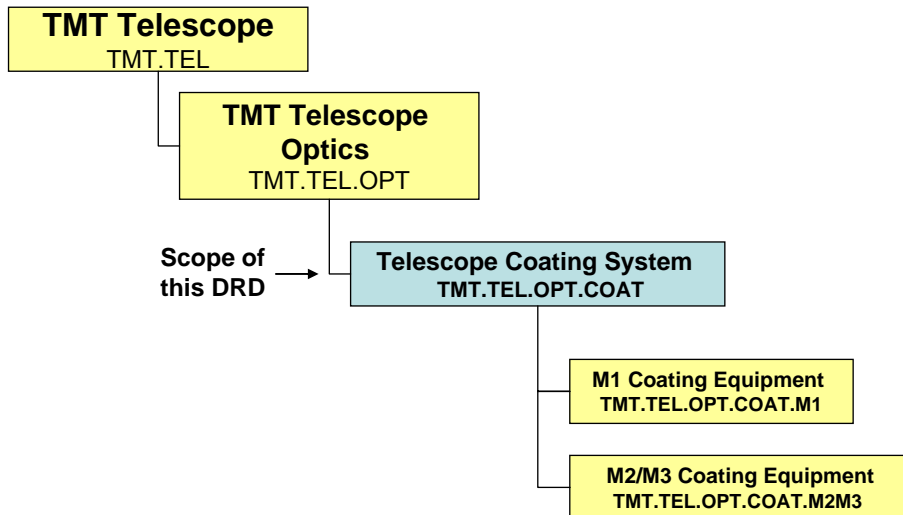 TMT Telescope
TMT.TEL
TMT Telescope
Optics
TMT.TEL.OPT
Scope of
this DRD
Telescope Coating System
TMT.TEL.OPT.COAT
M1 Coating Equipment
TMT.TEL.OPT.COAT.M1
M2/M3 Coating Equipment
TMT.TEL.OPT.COAT.M2M3